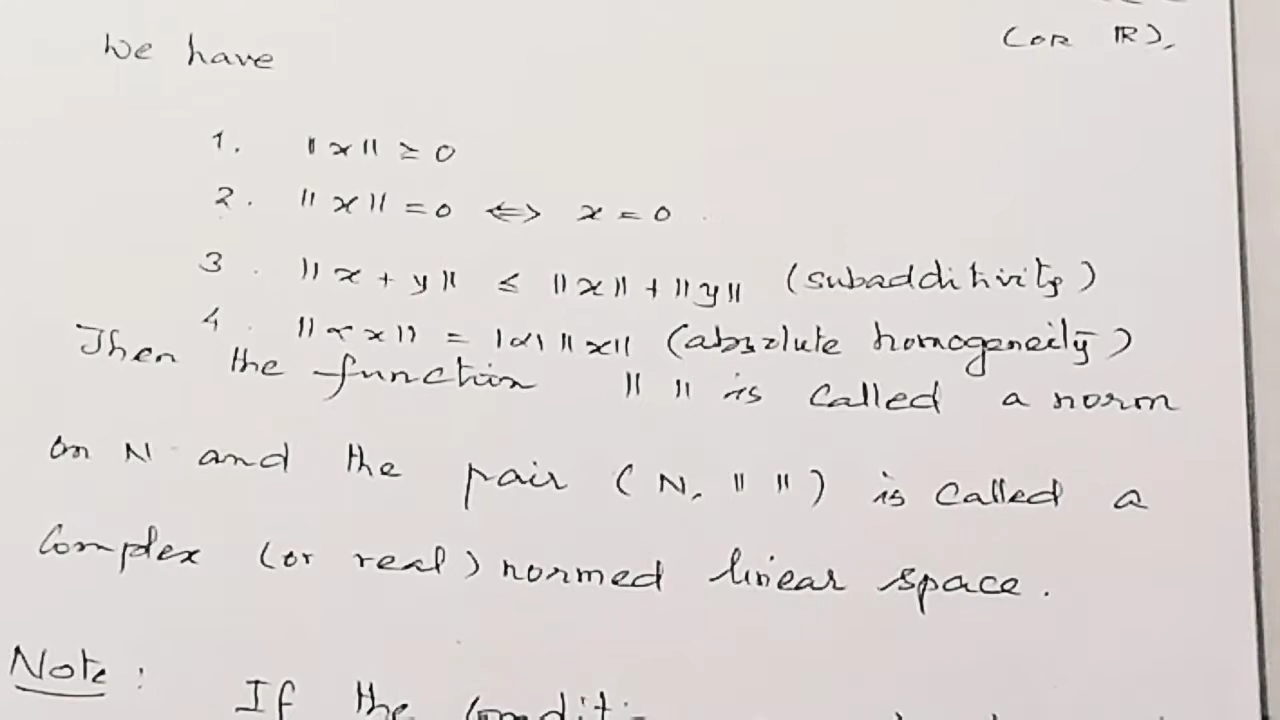 (or ℝ),
We have
1. ‖x‖ ≥ 0
2. ‖x‖ = 0 ⇔ x = 0.
3. ‖x + y‖ ≤ ‖x‖ + ‖y‖ (subadditivity)
4. ‖αx‖ = |α| ‖x‖ (absolute homogeneity)
Then the function ‖ ‖ is called a norm
on N and the pair (N, ‖ ‖) is called a
complex (or real) normed linear space.
Note: If the